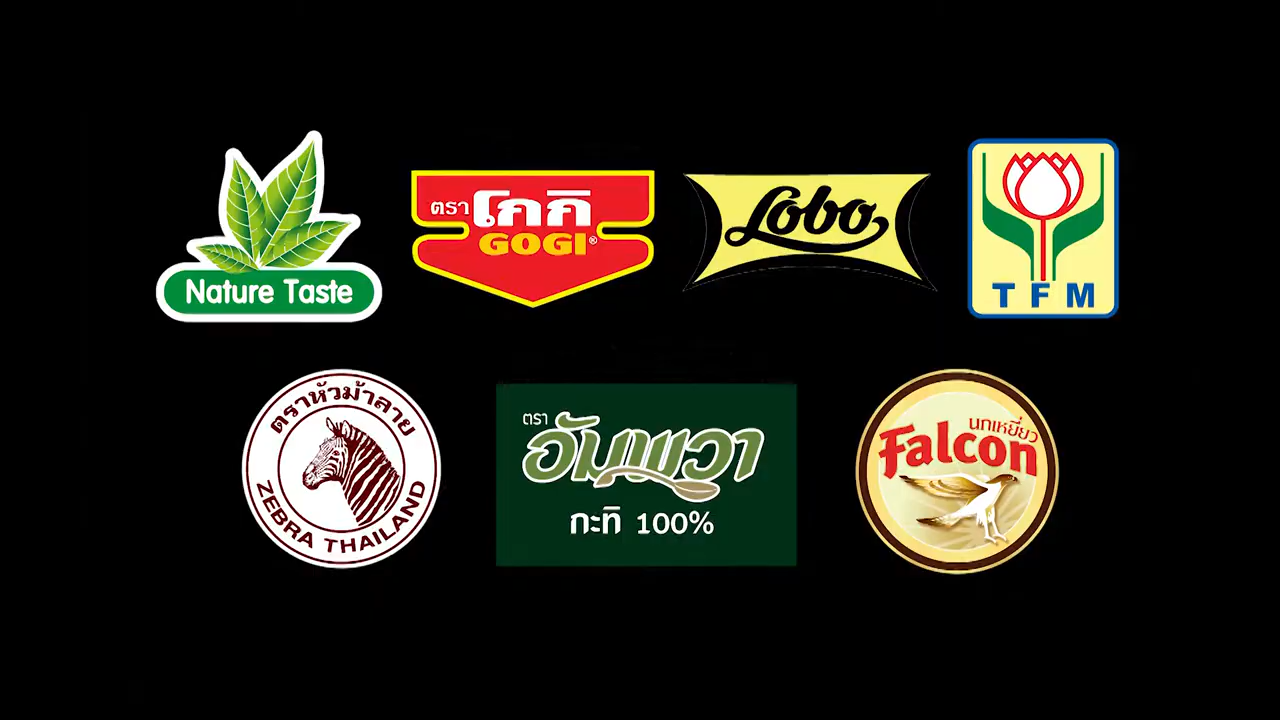 Nature Taste
ตรา โกกิ
GOGI®
Lobo
TFM
ตราหัวม้าลาย
ZEBRA THAILAND
ตรา
อัมพวา
กะทิ 100%
นกเหยี่ยว
Falcon